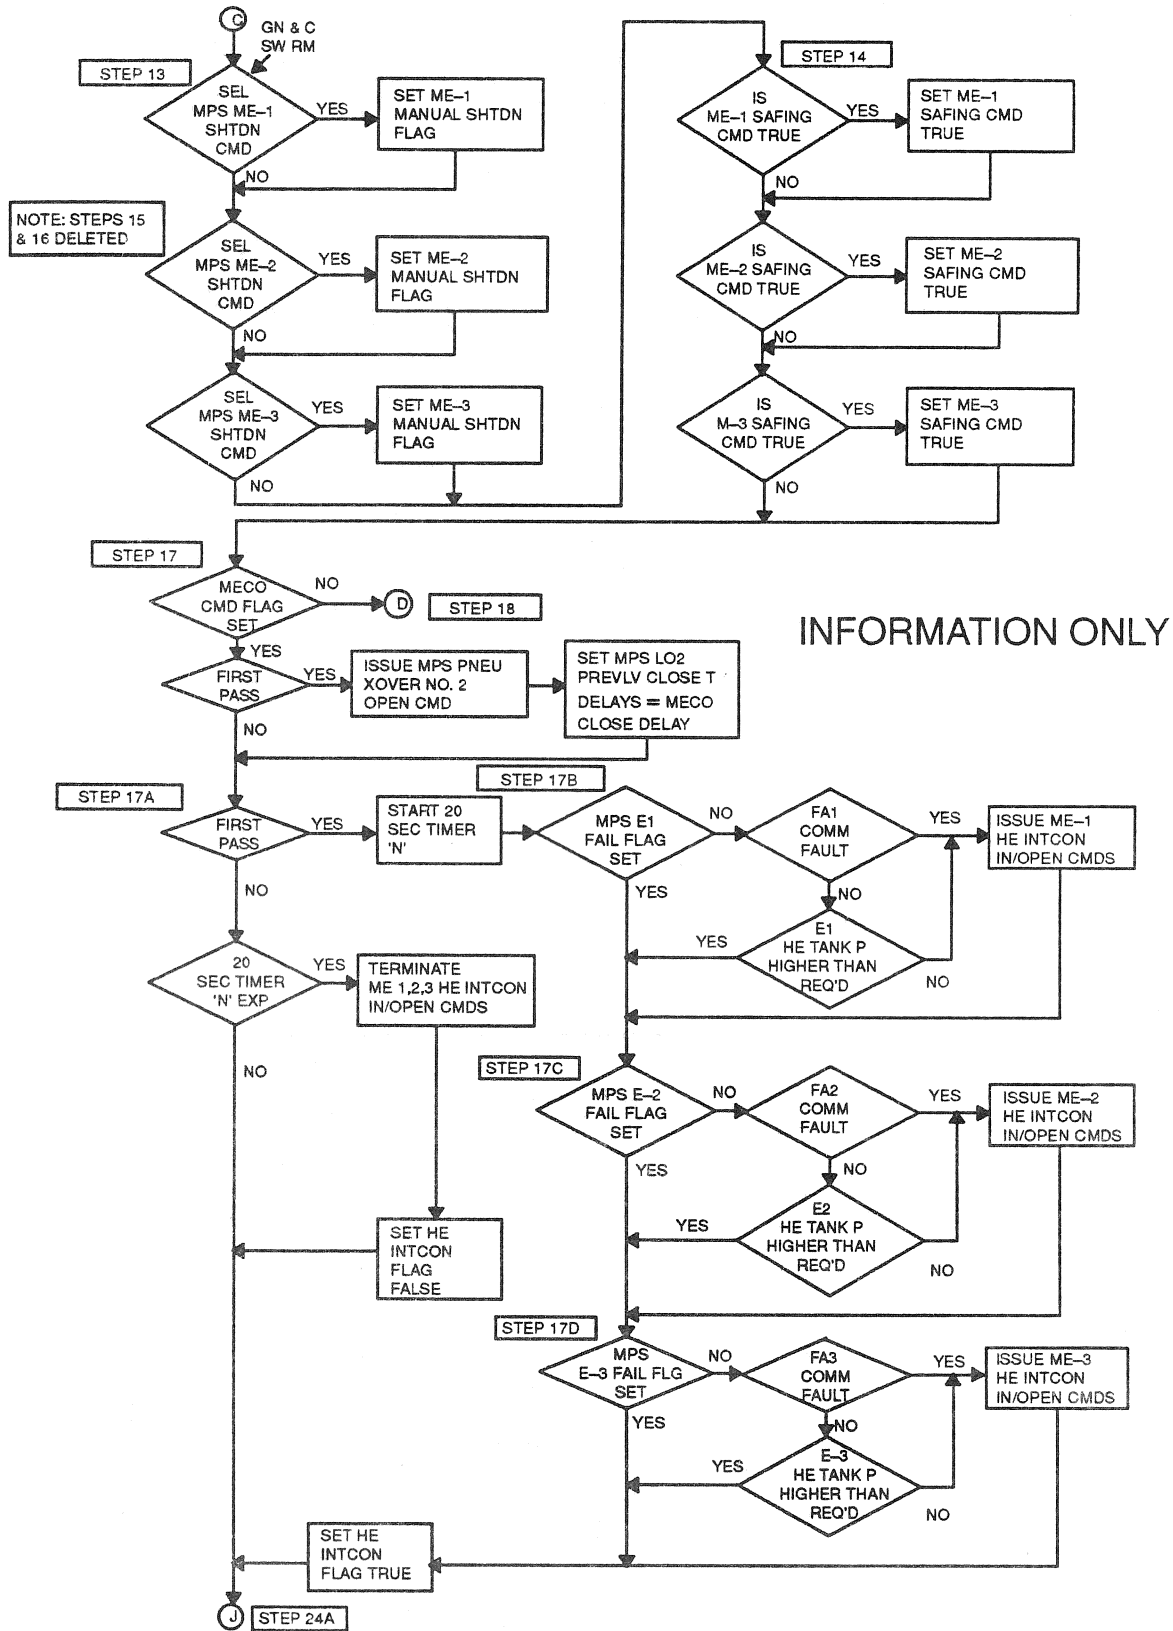 C
GN & C
SW RM
STEP 13
SEL
MPS ME–1
SHTDN
CMD
YES
SET ME–1
MANUAL SHTDN
FLAG
NO
NOTE: STEPS 15
& 16 DELETED
SEL
MPS ME–2
SHTDN
CMD
YES
SET ME–2
MANUAL SHTDN
FLAG
NO
SEL
MPS ME–3
SHTDN
CMD
YES
SET ME–3
MANUAL SHTDN
FLAG
NO
STEP 14
IS
ME–1 SAFING
CMD TRUE
YES
SET ME–1
SAFING CMD
TRUE
NO
IS
ME–2 SAFING
CMD TRUE
YES
SET ME–2
SAFING CMD
TRUE
NO
IS
M–3 SAFING
CMD TRUE
YES
SET ME–3
SAFING CMD
TRUE
NO
STEP 17
MECO
CMD FLAG
SET
NO
D
STEP 18
YES
INFORMATION ONLY
FIRST
PASS
YES
ISSUE MPS PNEU
XOVER NO. 2
OPEN CMD
SET MPS LO2
PREVLV CLOSE T
DELAYS = MECO
CLOSE DELAY
NO
STEP 17A
FIRST
PASS
YES
START 20
SEC TIMER
'N'
NO
STEP 17B
MPS E1
FAIL FLAG
SET
NO
FA1
COMM
FAULT
YES
ISSUE ME–1
HE INTCON
IN/OPEN CMDS
YES
NO
E1
HE TANK P
HIGHER THAN
REQ'D
YES
NO
20
SEC TIMER
'N' EXP
YES
TERMINATE
ME 1,2,3 HE INTCON
IN/OPEN CMDS
NO
SET HE
INTCON
FLAG
FALSE
STEP 17C
MPS E–2
FAIL FLAG
SET
NO
FA2
COMM
FAULT
YES
ISSUE ME–2
HE INTCON
IN/OPEN CMDS
YES
NO
E2
HE TANK P
HIGHER THAN
REQ'D
YES
NO
STEP 17D
MPS
E–3 FAIL FLG
SET
NO
FA3
COMM
FAULT
YES
ISSUE ME–3
HE INTCON
IN/OPEN CMDS
YES
NO
E–3
HE TANK P
HIGHER THAN
REQ'D
YES
NO
SET HE
INTCON
FLAG TRUE
J
STEP 24A